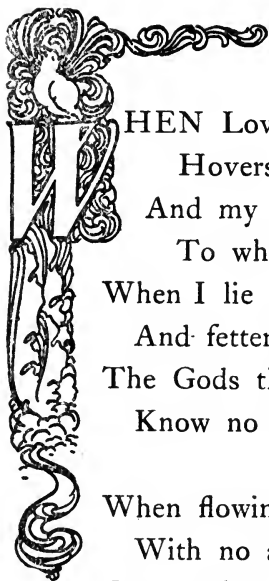 WHEN Lov
Hovers
And my
To wh
When I lie
And fetter
The Gods th
Know no
When flowin
With no a